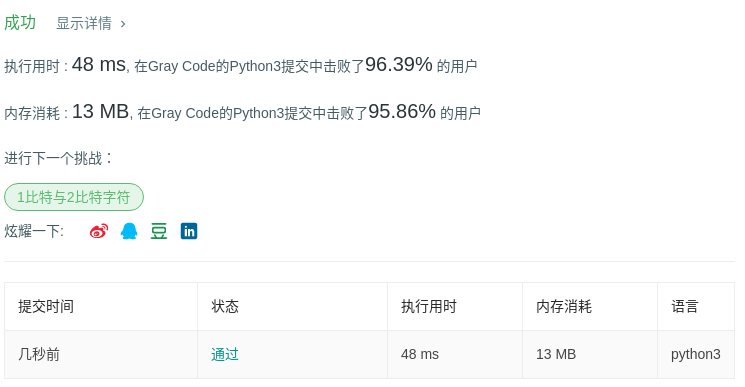 成功 显示详情 >
执行用时 : 48 ms, 在Gray Code的Python3提交中击败了96.39% 的用户
内存消耗 : 13 MB, 在Gray Code的Python3提交中击败了95.86% 的用户
进行下一个挑战：
1比特与2比特字符
炫耀一下:
豆
in
提交时间 状态 执行用时 内存消耗 语言
几秒前 通过 48 ms 13 MB python3